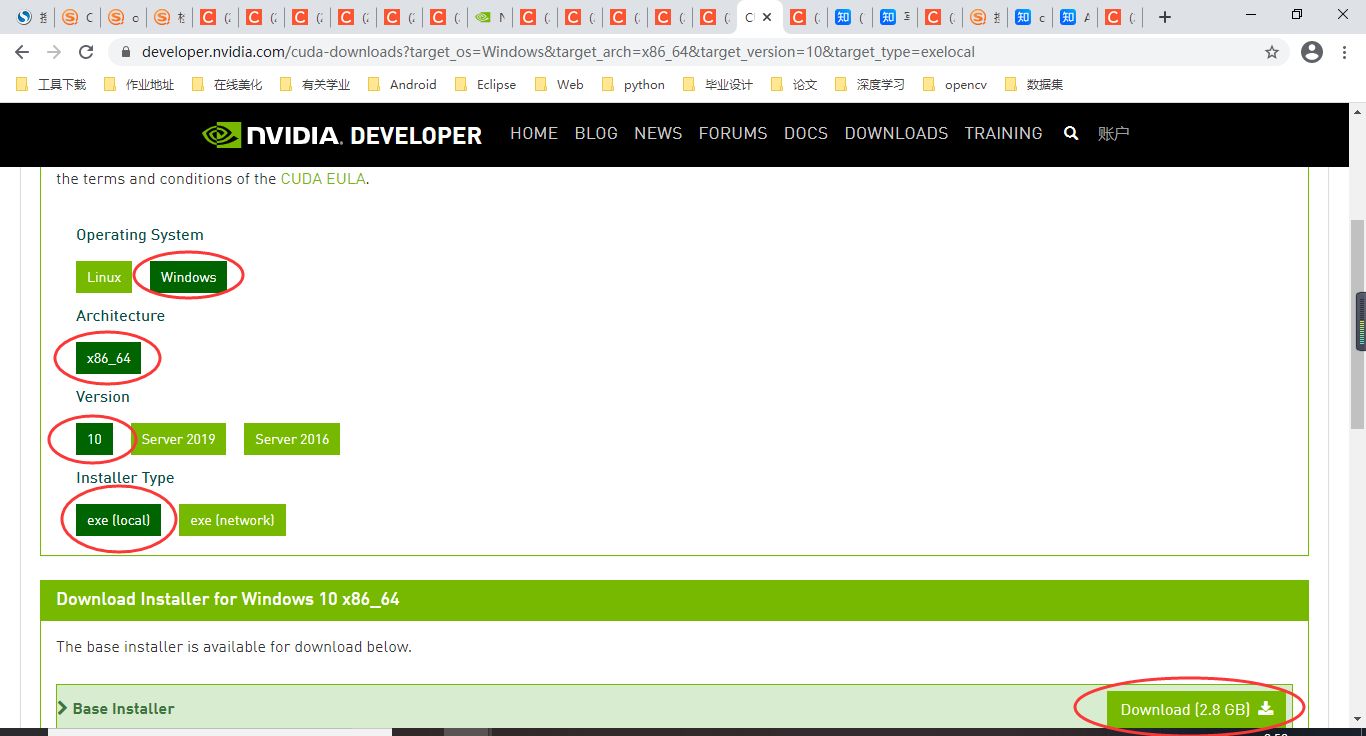 developer.nvidia.com/cuda-downloads?target_os=Windows&target_arch=x86_64&target_version=10&target_type=exelocal
工具下载 作业地址 在线美化 有关学业 Android Eclipse Web python 毕业设计 论文 深度学习 opencv 数据集
NVIDIA. DEVELOPER HOME BLOG NEWS FORUMS DOCS DOWNLOADS TRAINING 账户
the terms and conditions of the CUDA EULA.
Operating System
Linux Windows
Architecture
x86_64
Version
10 Server 2019 Server 2016
Installer Type
exe (local) exe (network)
Download Installer for Windows 10 x86_64
The base installer is available for download below.
Base Installer Download (2.8 GB)